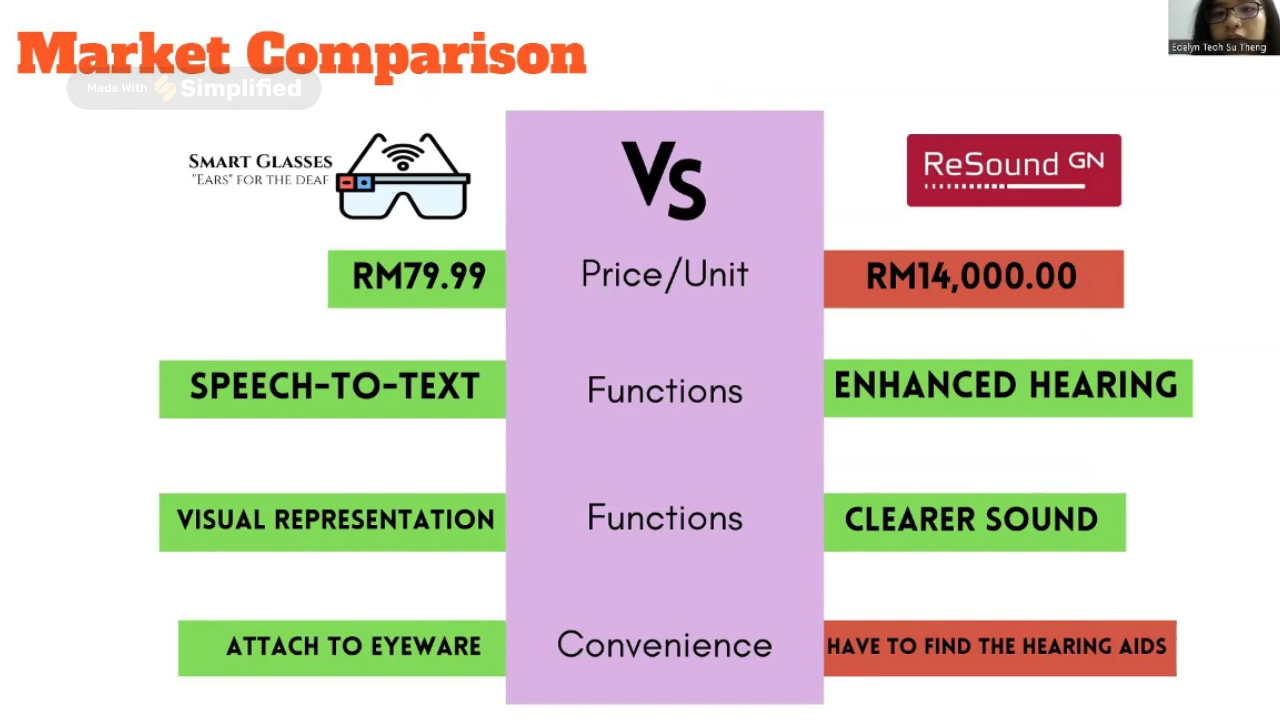 Market Comparison
Made With Simplified
Edelyn Teoh Su Theng
SMART GLASSES
"EARS" FOR THE DEAF
VS
ReSound GN
RM79.99
Price/Unit
RM14,000.00
SPEECH-TO-TEXT
Functions
ENHANCED HEARING
VISUAL REPRESENTATION
Functions
CLEARER SOUND
ATTACH TO EYEWARE
Convenience
HAVE TO FIND THE HEARING AIDS